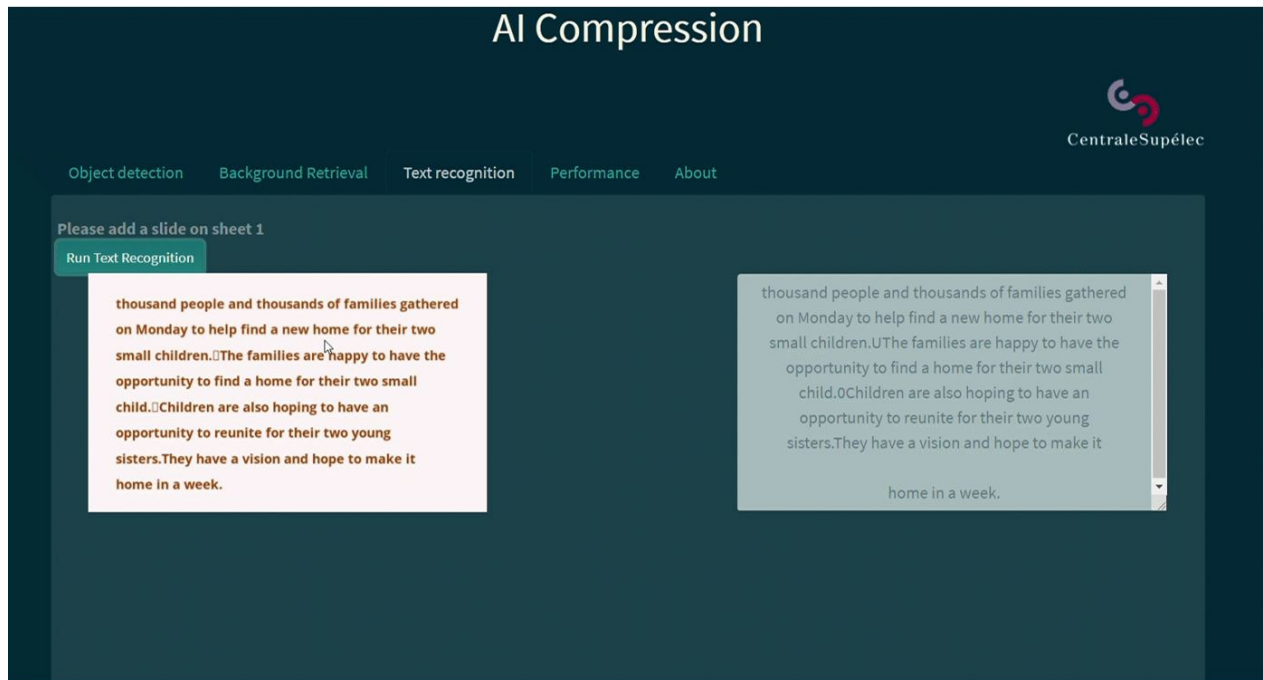 AI Compression
CentraleSupélec
Object detection
Background Retrieval
Text recognition
Performance
About
Please add a slide on sheet 1
Run Text Recognition
thousand people and thousands of families gathered
on Monday to help find a new home for their two
small children.▯The families are happy to have the
opportunity to find a home for their two small
child.▯Children are also hoping to have an
opportunity to reunite for their two young
sisters.They have a vision and hope to make it
home in a week.
thousand people and thousands of families gathered
on Monday to help find a new home for their two
small children.UThe families are happy to have the
opportunity to find a home for their two small
child.0Children are also hoping to have an
opportunity to reunite for their two young
sisters.They have a vision and hope to make it
home in a week.